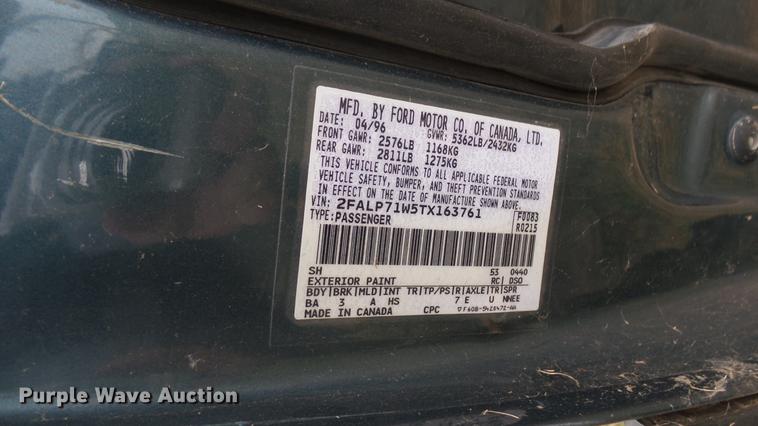 MFD. BY FORD MOTOR CO. OF CANADA, LTD.
DATE: 04/96 GVWR: 5362LB/2432KG
FRONT GAWR: 2576LB 1168KG
REAR GAWR: 2811LB 1275KG
THIS VEHICLE CONFORMS TO ALL APPLICABLE FEDERAL MOTOR
VEHICLE SAFETY, BUMPER, AND THEFT PREVENTION STANDARDS
IN EFFECT ON THE DATE OF MANUFACTURE SHOWN ABOVE.
VIN: 2FALP71W5TX163761 F0083
TYPE: PASSENGER R0215
SH 53 0440
EXTERIOR PAINT RC| DSO
BDY|BRK|MLD|INT TR|TP/PS|R|AXLE|TR|SPR
BA 3 A HS 7 E U NNEE
MADE IN CANADA CPC
Purple Wave Auction®